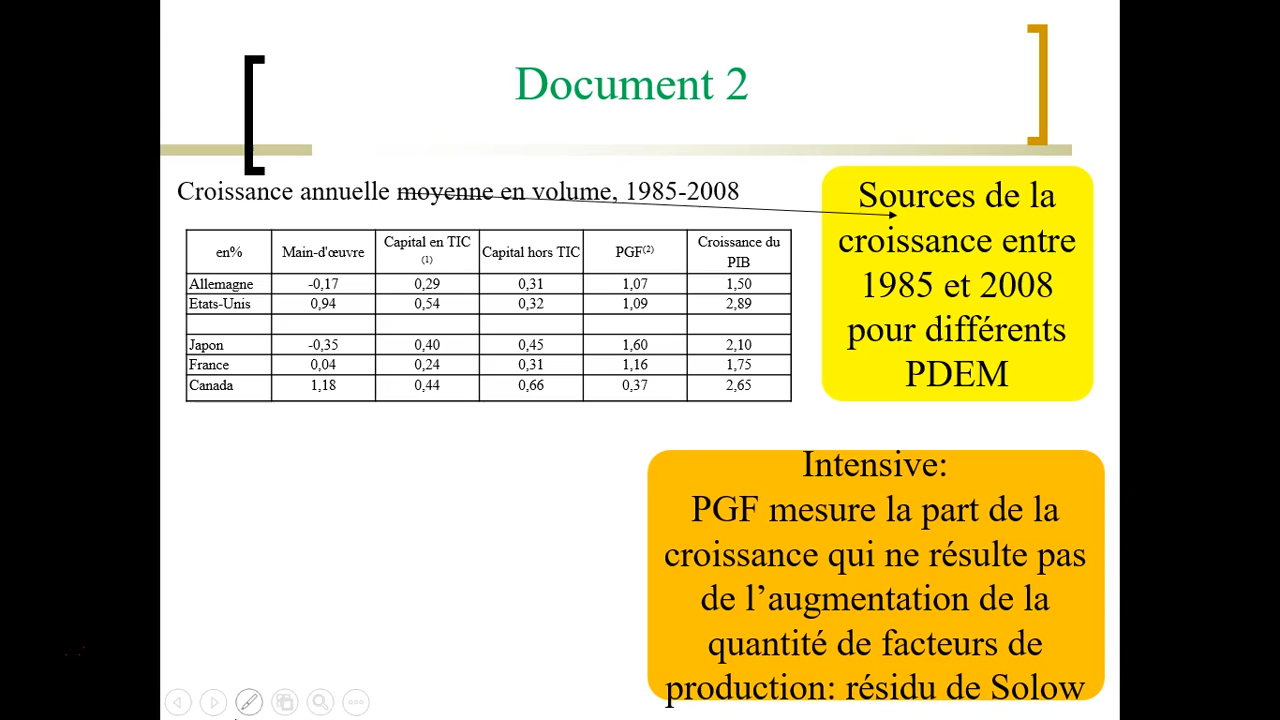 Document 2
Croissance annuelle moyenne en volume, 1985-2008
en% Main-d'œuvre Capital en TIC (1) Capital hors TIC PGF(2) Croissance du PIB
Allemagne -0,17 0,29 0,31 1,07 1,50
Etats-Unis 0,94 0,54 0,32 1,09 2,89
Japon -0,35 0,40 0,45 1,60 2,10
France 0,04 0,24 0,31 1,16 1,75
Canada 1,18 0,44 0,66 0,37 2,65
Sources de la
croissance entre
1985 et 2008
pour différents
PDEM
Intensive:
PGF mesure la part de la
croissance qui ne résulte pas
de l’augmentation de la
quantité de facteurs de
production: résidu de Solow